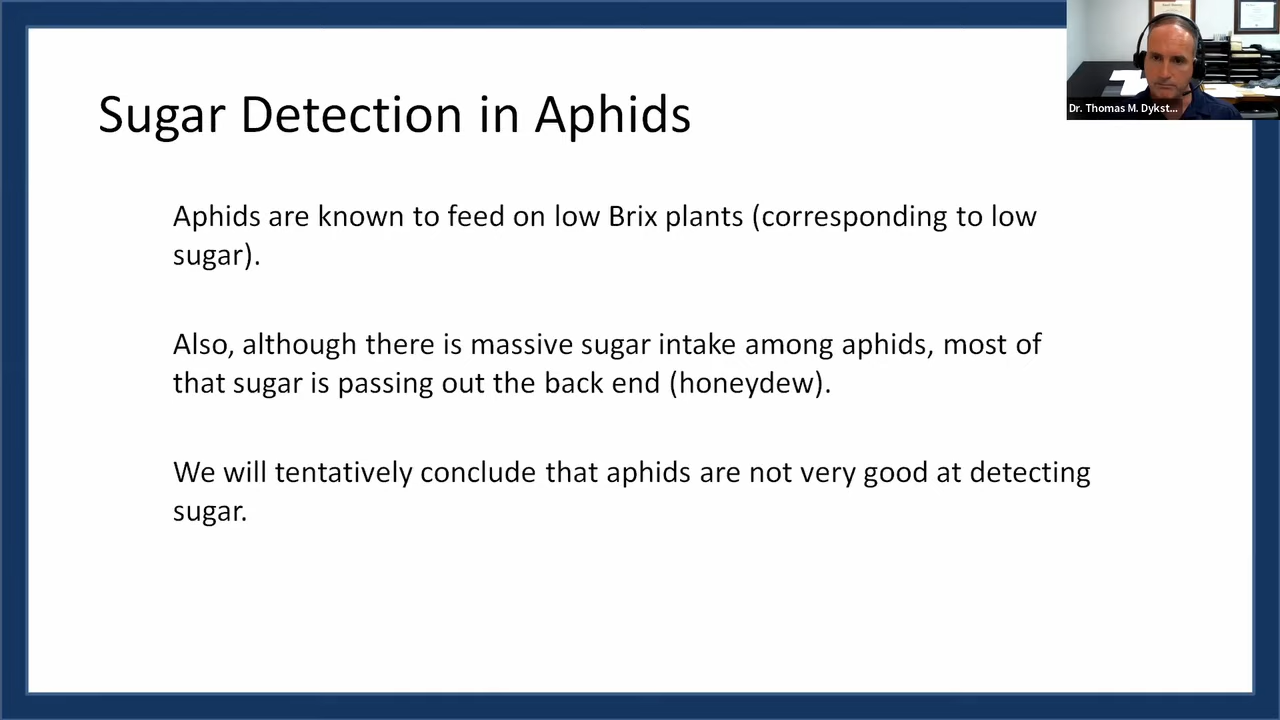 Sugar Detection in Aphids
Dr. Thomas M. Dykst...
Aphids are known to feed on low Brix plants (corresponding to low
sugar).
Also, although there is massive sugar intake among aphids, most of
that sugar is passing out the back end (honeydew).
We will tentatively conclude that aphids are not very good at detecting
sugar.